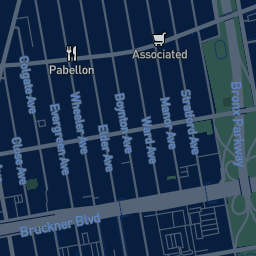 Associated
Pabellon
Colgate Ave
Evergreen Ave
Wheeler Ave
Elder Ave
Boynton Ave
Ward Ave
Manor Ave
Stratford Ave
Bronx Parkway
Close Ave
Bruckner Blvd